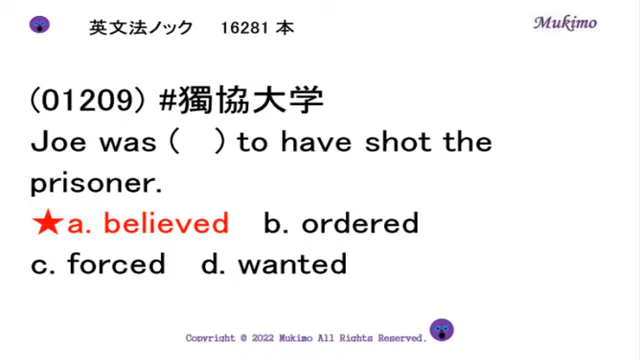 英文法ノック 16281 本
Mukimo
(01209) #獨協大学
Joe was ( ) to have shot the
prisoner.
★a. believed b. ordered
c. forced d. wanted
Copyright © 2022 Mukimo All Rights Reserved.